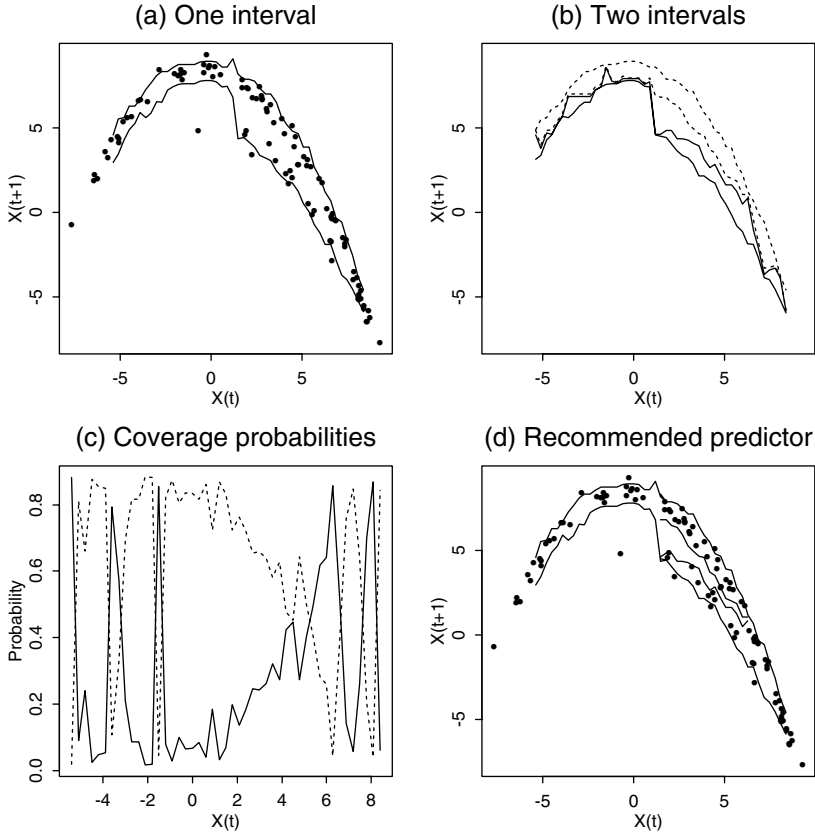 (a) One interval
(b) Two intervals
X(t+1)
5
0
-5
-5
0
5
X(t)
X(t+1)
5
0
-5
-5
0
5
X(t)
(c) Coverage probabilities
(d) Recommended predictor
Probability
0.8
0.6
0.4
0.2
0.0
-4
-2
0
2
4
6
8
X(t)
X(t+1)
5
0
-5
-5
0
5
X(t)